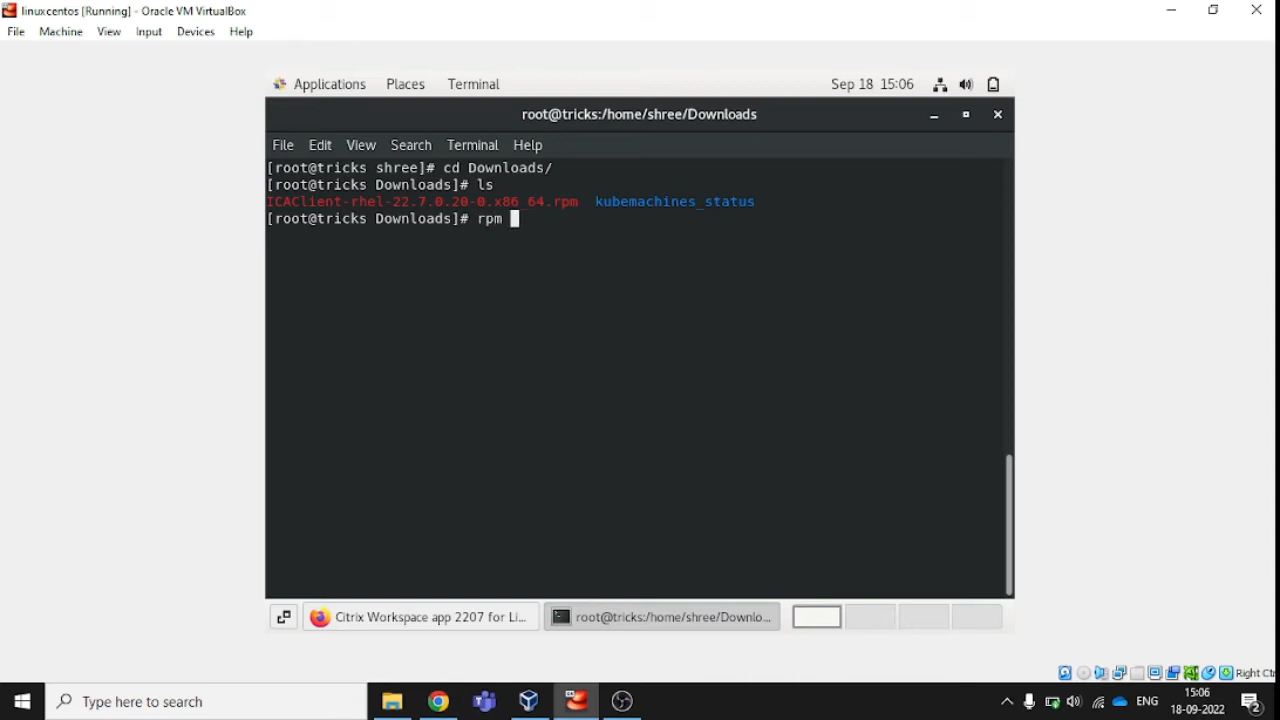 linuxcentos [Running] - Oracle VM VirtualBox
File Machine View Input Devices Help
Applications Places Terminal Sep 18 15:06
root@tricks:/home/shree/Downloads
File Edit View Search Terminal Help
[root@tricks shree]# cd Downloads/
[root@tricks Downloads]# ls
ICAClient-rhel-22.7.0.20-0.x86_64.rpm kubemachines_status
[root@tricks Downloads]# rpm
Citrix Workspace app 2207 for Li... root@tricks:/home/shree/Downlo...
Right Ct
Type here to search
ENG
15:06
18-09-2022
2